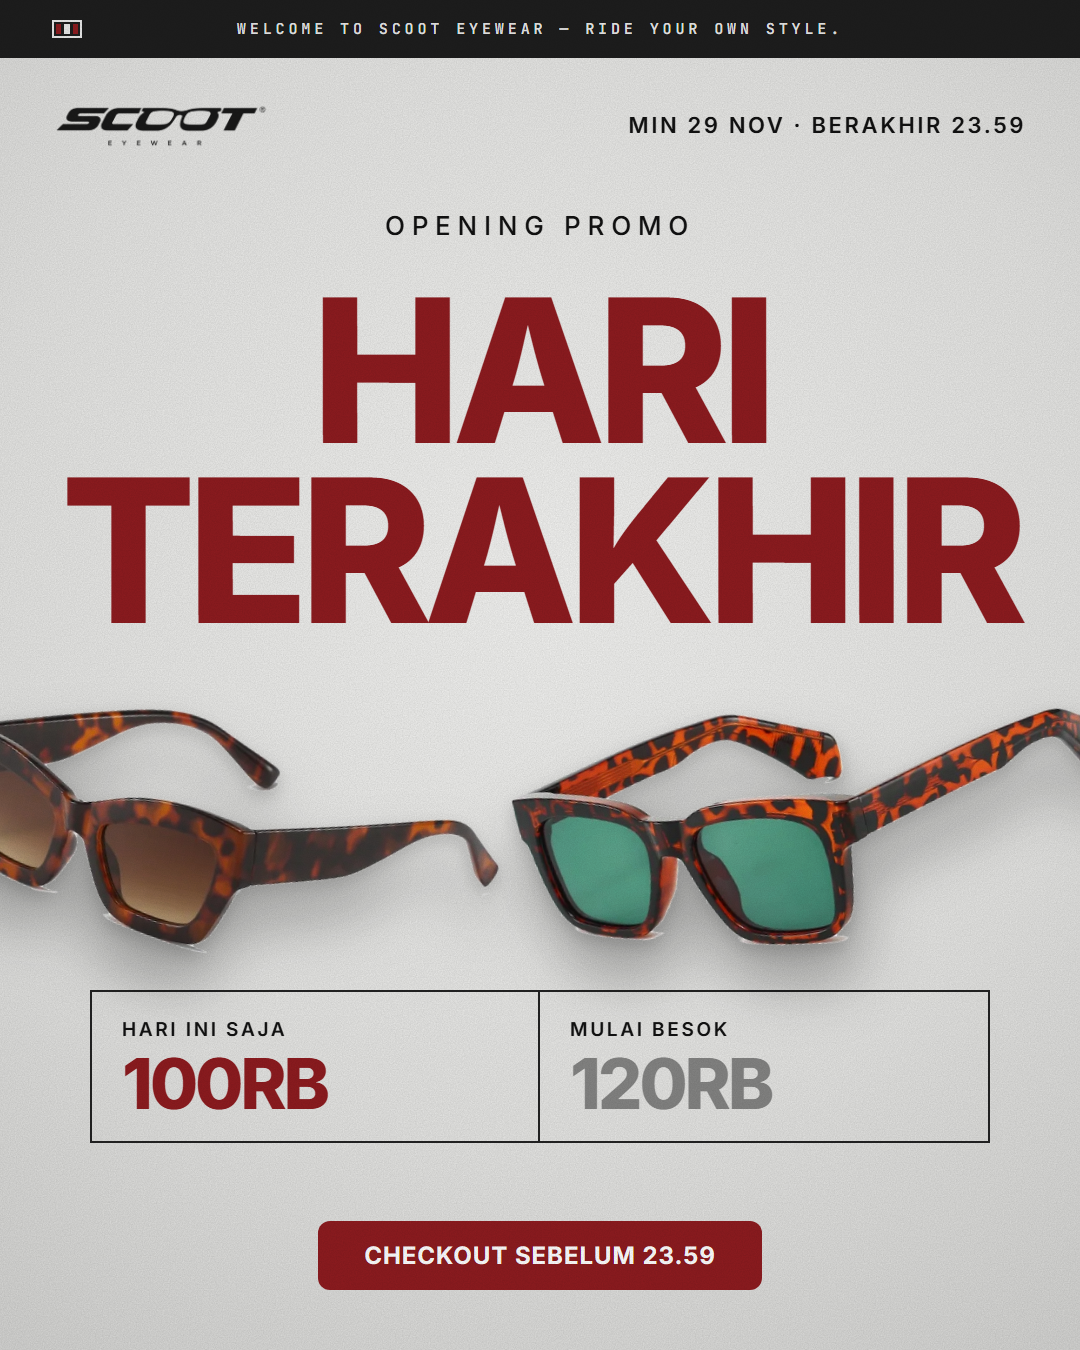 WELCOME TO SCOOT EYEWEAR — RIDE YOUR OWN STYLE.
SCOOT®
EYEWEAR
MIN 29 NOV · BERAKHIR 23.59
OPENING PROMO
HARI
TERAKHIR
HARI INI SAJA
100RB
MULAI BESOK
120RB
CHECKOUT SEBELUM 23.59